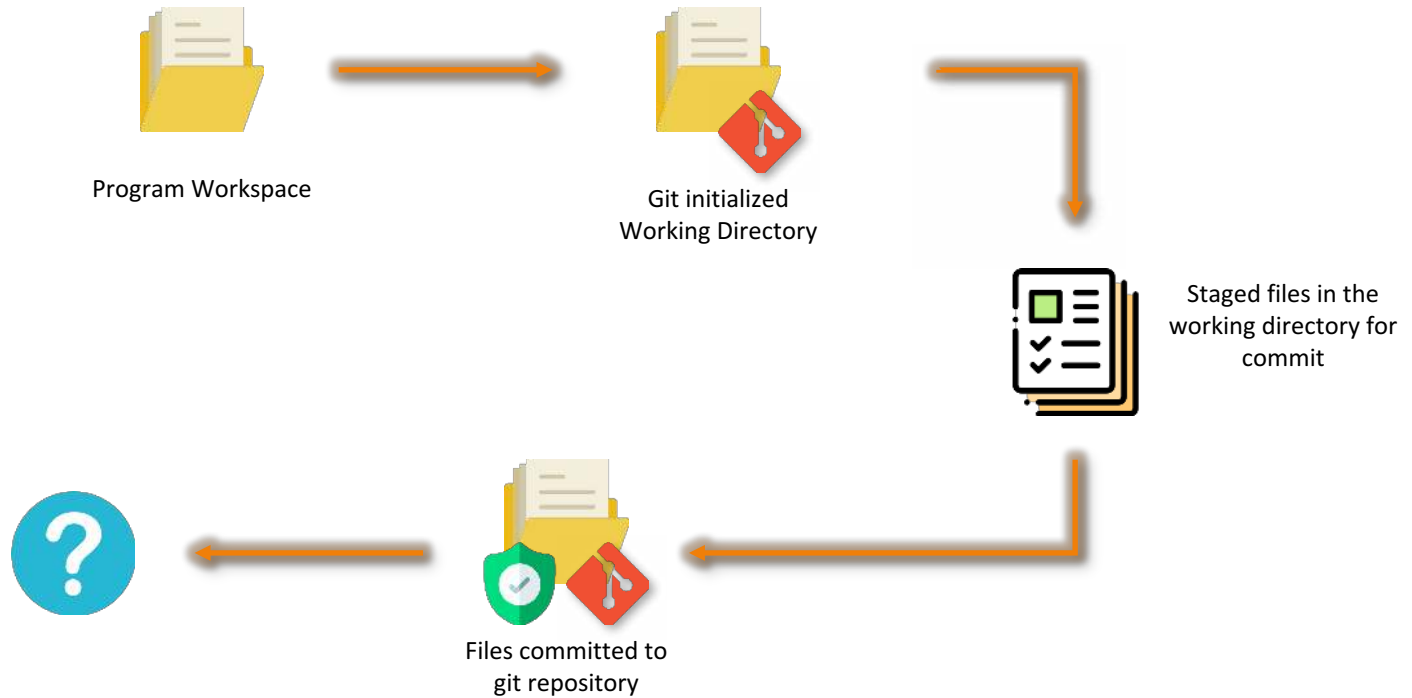 Program Workspace
Git initialized
Working Directory
Staged files in the
working directory for
commit
?
Files committed to
git repository